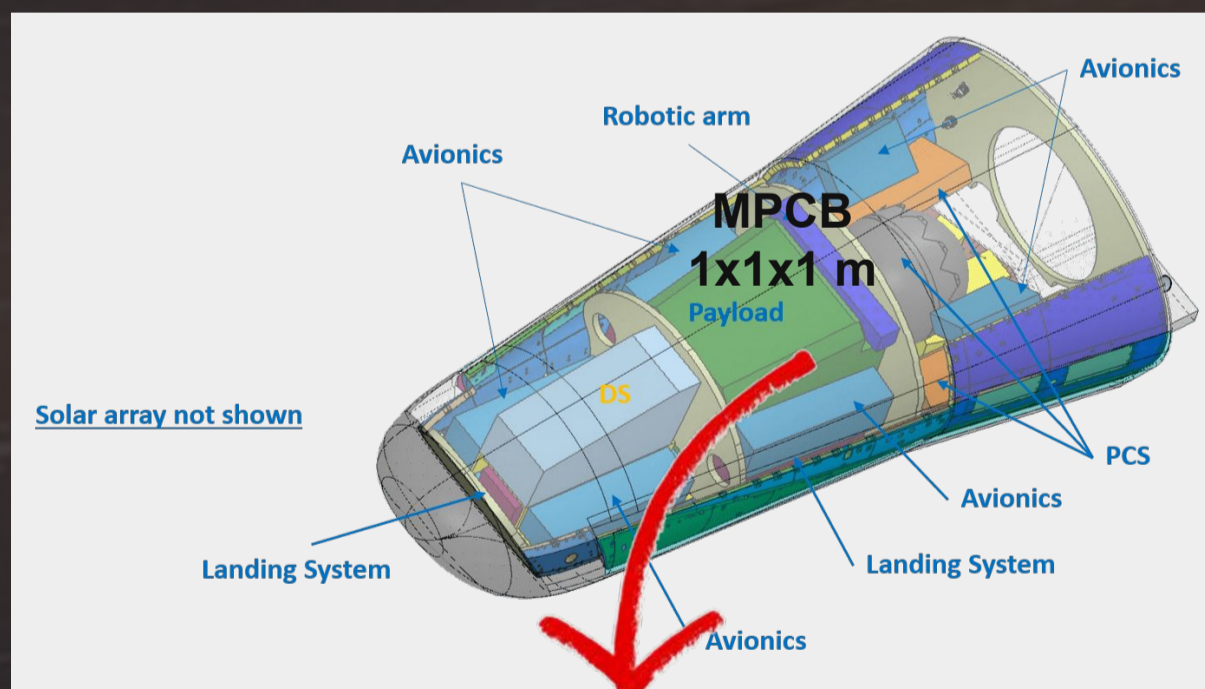 Avionics
Robotic arm
Avionics
MPCB
1x1x1 m
Payload
DS
Solar array not shown
PCS
Avionics
Landing System
Landing System
Avionics